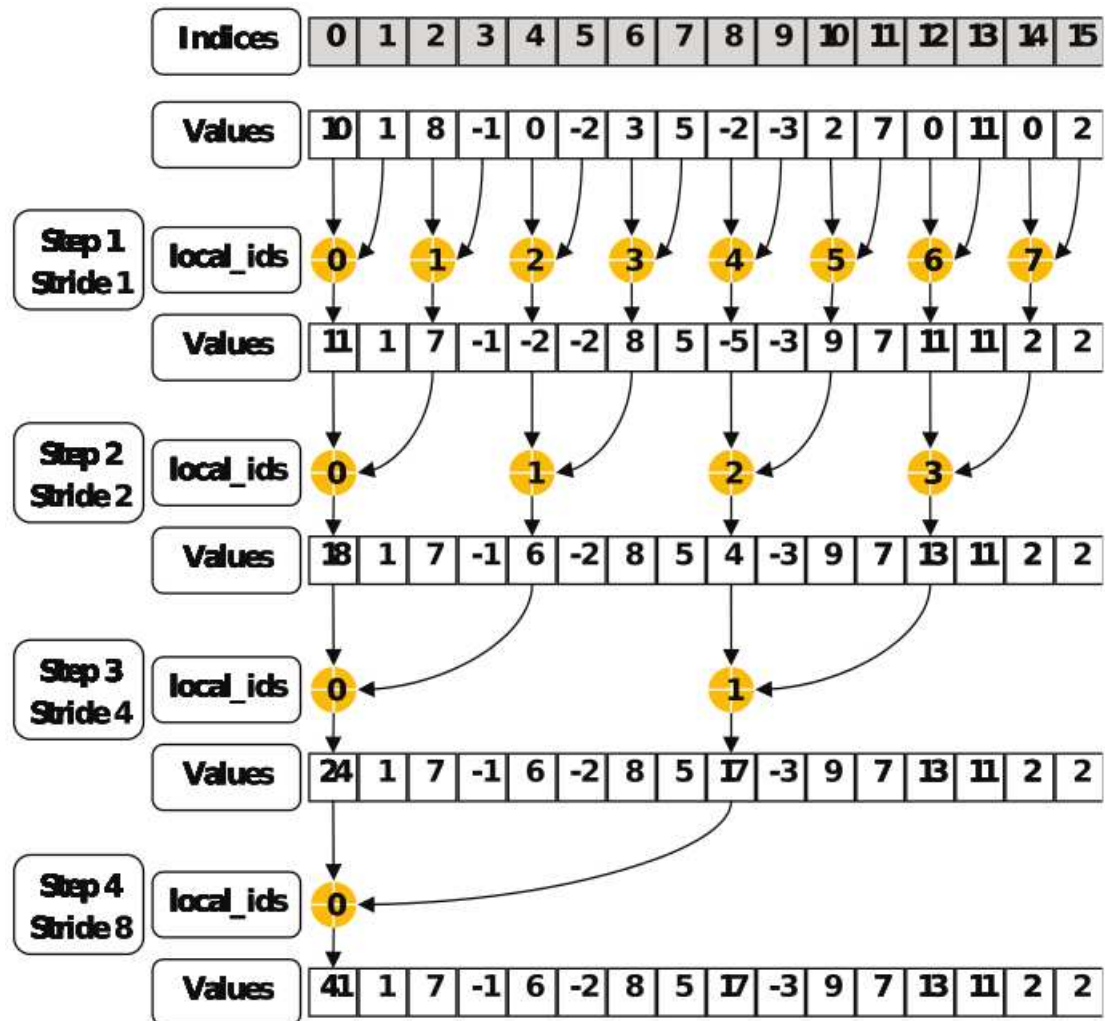 Indices 0 1 2 3 4 5 6 7 8 9 10 11 12 13 14 15
Values 10 1 8 -1 0 -2 3 5 -2 -3 2 7 0 11 0 2
Step 1
Stride 1
local_ids 0 1 2 3 4 5 6 7
Values 11 1 7 -1 -2 -2 8 5 -5 -3 9 7 11 11 2 2
Step 2
Stride 2
local_ids 0 1 2 3
Values 18 1 7 -1 6 -2 8 5 4 -3 9 7 13 11 2 2
Step 3
Stride 4
local_ids 0 1
Values 24 1 7 -1 6 -2 8 5 17 -3 9 7 13 11 2 2
Step 4
Stride 8
local_ids 0
Values 41 1 7 -1 6 -2 8 5 17 -3 9 7 13 11 2 2